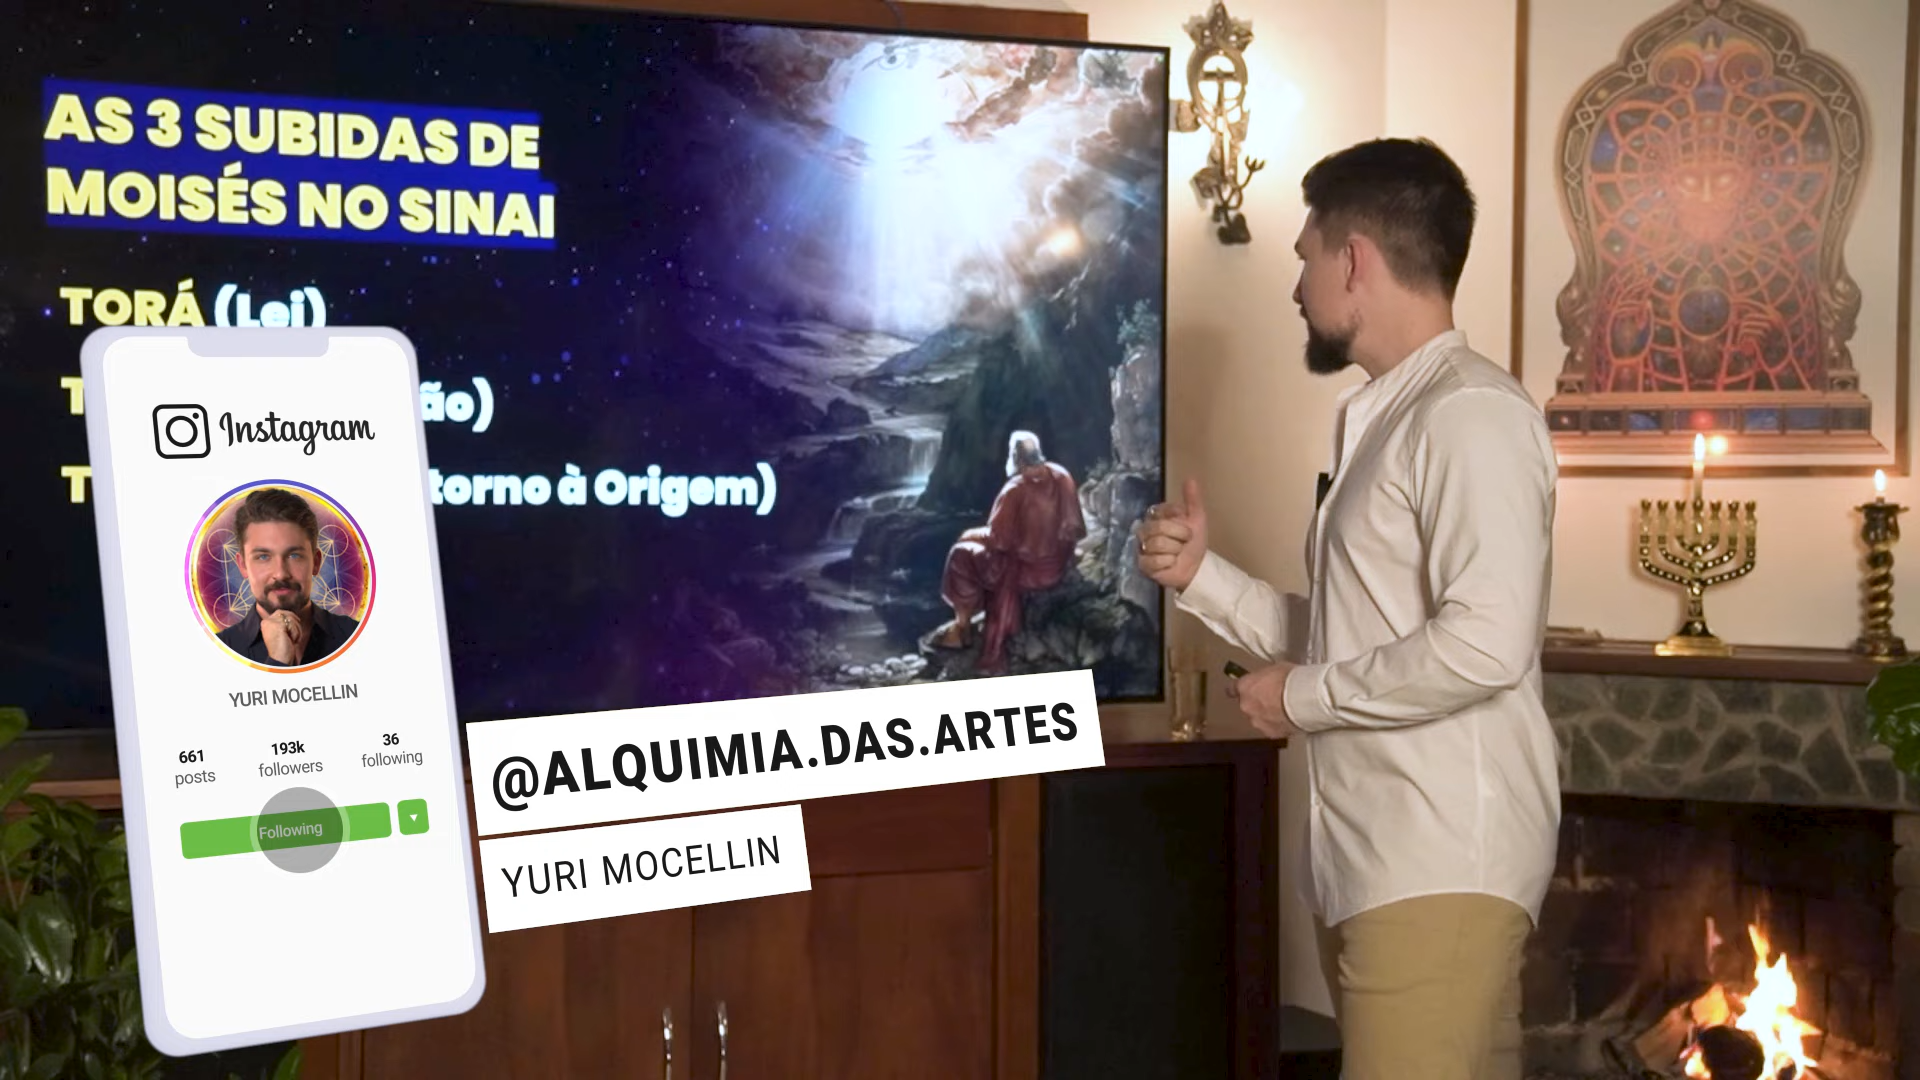 AS 3 SUBIDAS DE
MOISÉS NO SINAI
TORÁ (Lei)
ão)
torno à Origem)
Instagram
YURI MOCELLIN
661
posts
193k
followers
36
following
Following
@ALQUIMIA.DAS.ARTES
YURI MOCELLIN